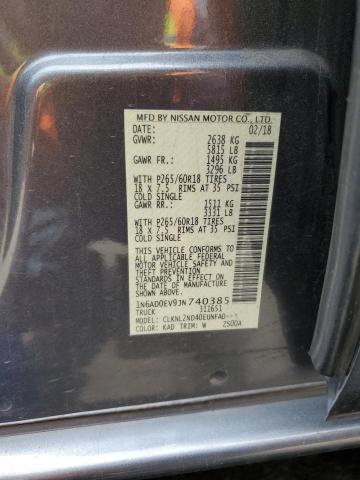 MFD BY NISSAN MOTOR CO., LTD.
DATE: 02/18
GVWR: 2638 KG
5815 LB
GAWR FR.: 1495 KG
3296 LB
WITH P265/60R18 TIRES
18 X 7.5 RIMS AT 35 PSI
COLD SINGLE
GAWR RR.: 1511 KG
3331 LB
WITH P265/60R18 TIRES
18 X 7.5 RIMS AT 35 PSI
COLD SINGLE
THIS VEHICLE CONFORMS
TO ALL APPLICABLE FEDERAL
MOTOR VEHICLE SAFETY AND
THEFT PREVENTION STANDARDS
IN EFFECT ON THE DATE OF
MANUFACTURE SHOWN ABOVE.
1N6AD0EV9JN740385
TRUCK 311651
MODEL: CLKNL2ND40EUNFAD---
COLOR: KAD TRIM: W 2S00A